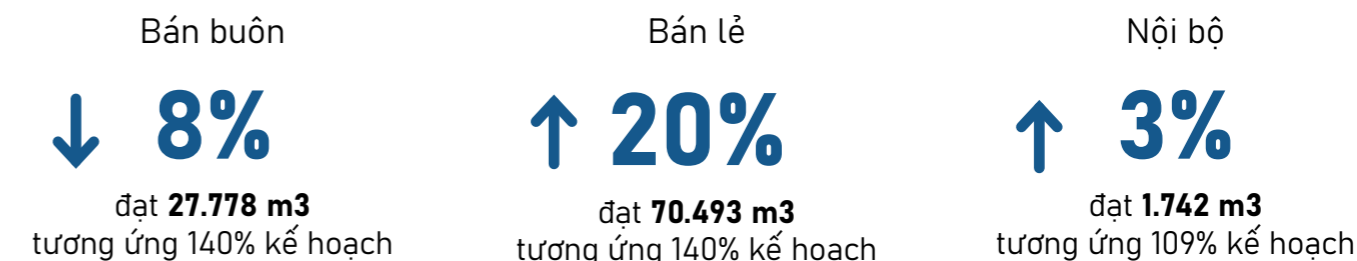 Bán buôn
↓ 8%
đạt 27.778 m3
tương ứng 140% kế hoạch
Bán lẻ
↑ 20%
đạt 70.493 m3
tương ứng 140% kế hoach
Nội bộ
↑ 3%
đạt 1.742 m3
tương ứng 109% kế hoạch